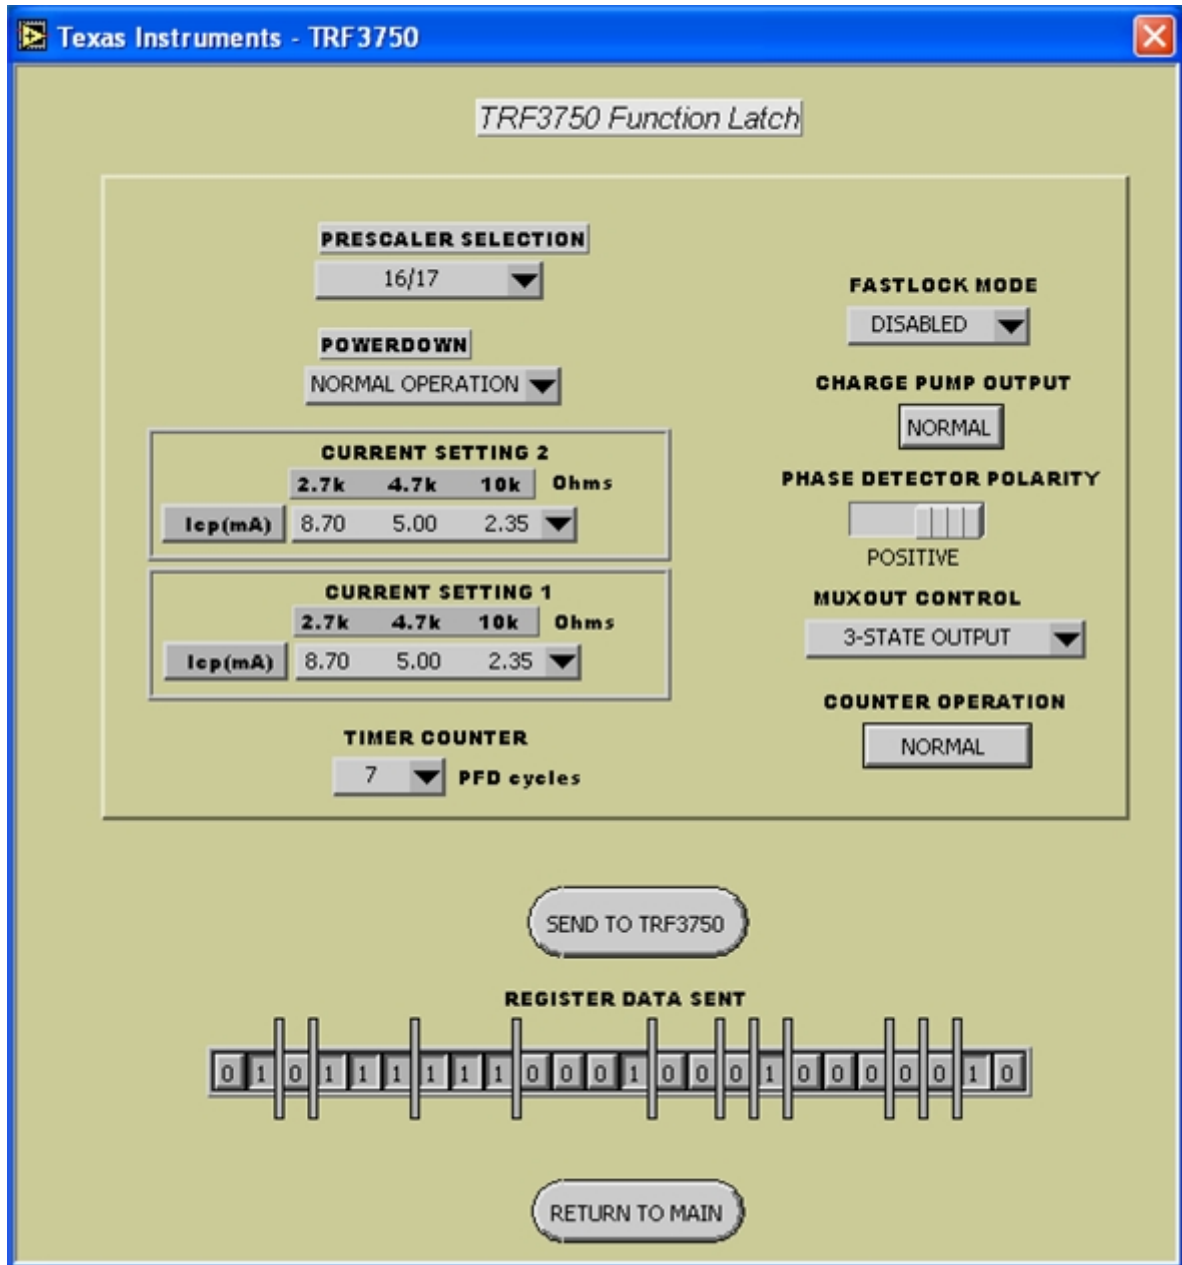 Texas Instruments - TRF3750
TRF3750 Function Latch
PRESCALER SELECTION
16/17
POWERDOWN
NORMAL OPERATION
CURRENT SETTING 2
2.7k 4.7k 10k Ohms
Icp(mA) 8.70 5.00 2.35
CURRENT SETTING 1
2.7k 4.7k 10k Ohms
Icp(mA) 8.70 5.00 2.35
TIMER COUNTER
7 PFD cycles
FASTLOCK MODE
DISABLED
CHARGE PUMP OUTPUT
NORMAL
PHASE DETECTOR POLARITY
POSITIVE
MUXOUT CONTROL
3-STATE OUTPUT
COUNTER OPERATION
NORMAL
SEND TO TRF3750
REGISTER DATA SENT
0 1 0 1 1 1 1 1 1 0 0 0 1 0 0 0 1 0 0 0 0 0 1 0
RETURN TO MAIN